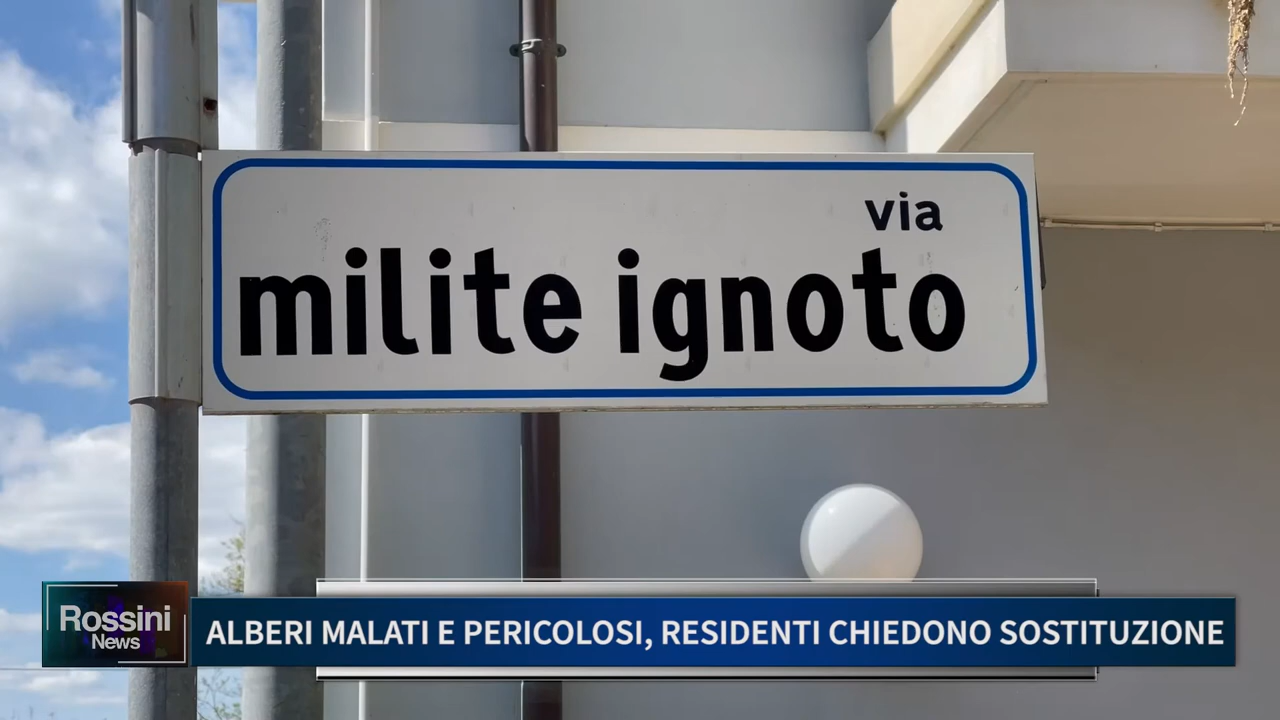 via
milite ignoto
Rossini
News
ALBERI MALATI E PERICOLOSI, RESIDENTI CHIEDONO SOSTITUZIONE